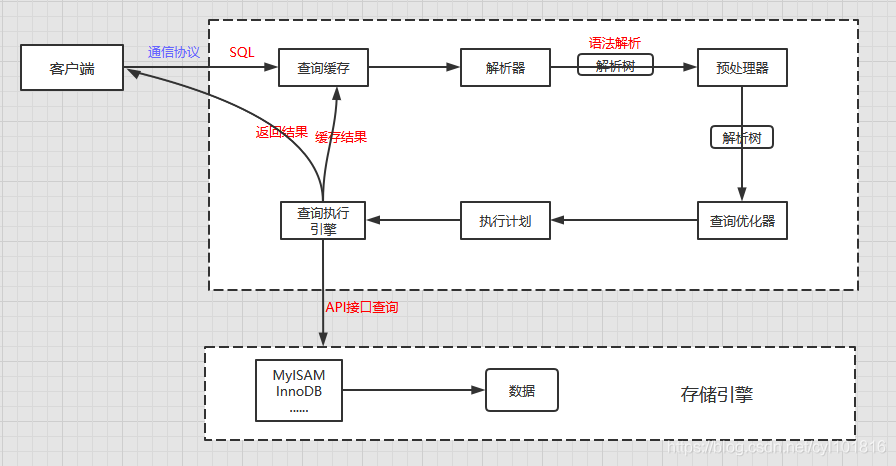 通信协议
SQL
语法解析
客户端
查询缓存
解析器
解析树
预处理器
返回结果
缓存结果
解析树
查询执行
引擎
执行计划
查询优化器
API接口查询
MyISAM
InnoDB
......
数据
存储引擎
https://blog.csdn.net/cyl101816